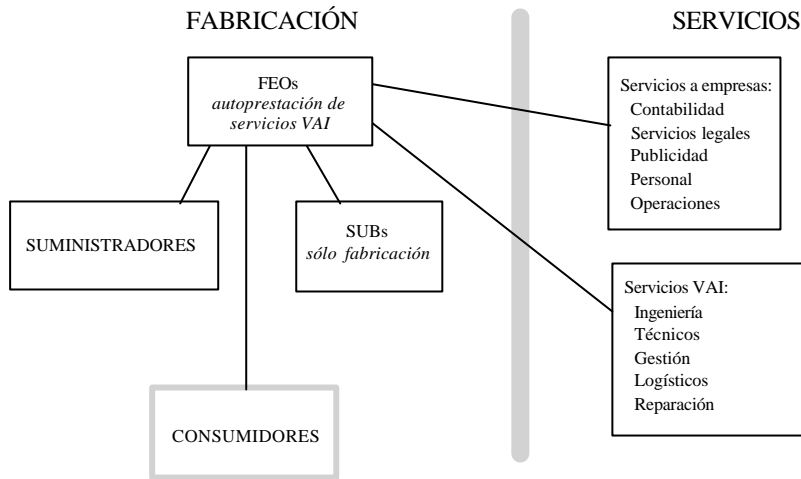 FABRICACIÓN
SERVICIOS
FEOs
autoprestación de
servicios VAI
SUMINISTRADORES
SUBs
sólo fabricación
CONSUMIDORES
Servicios a empresas:
Contabilidad
Servicios legales
Publicidad
Personal
Operaciones
Servicios VAI:
Ingeniería
Técnicos
Gestión
Logísticos
Reparación